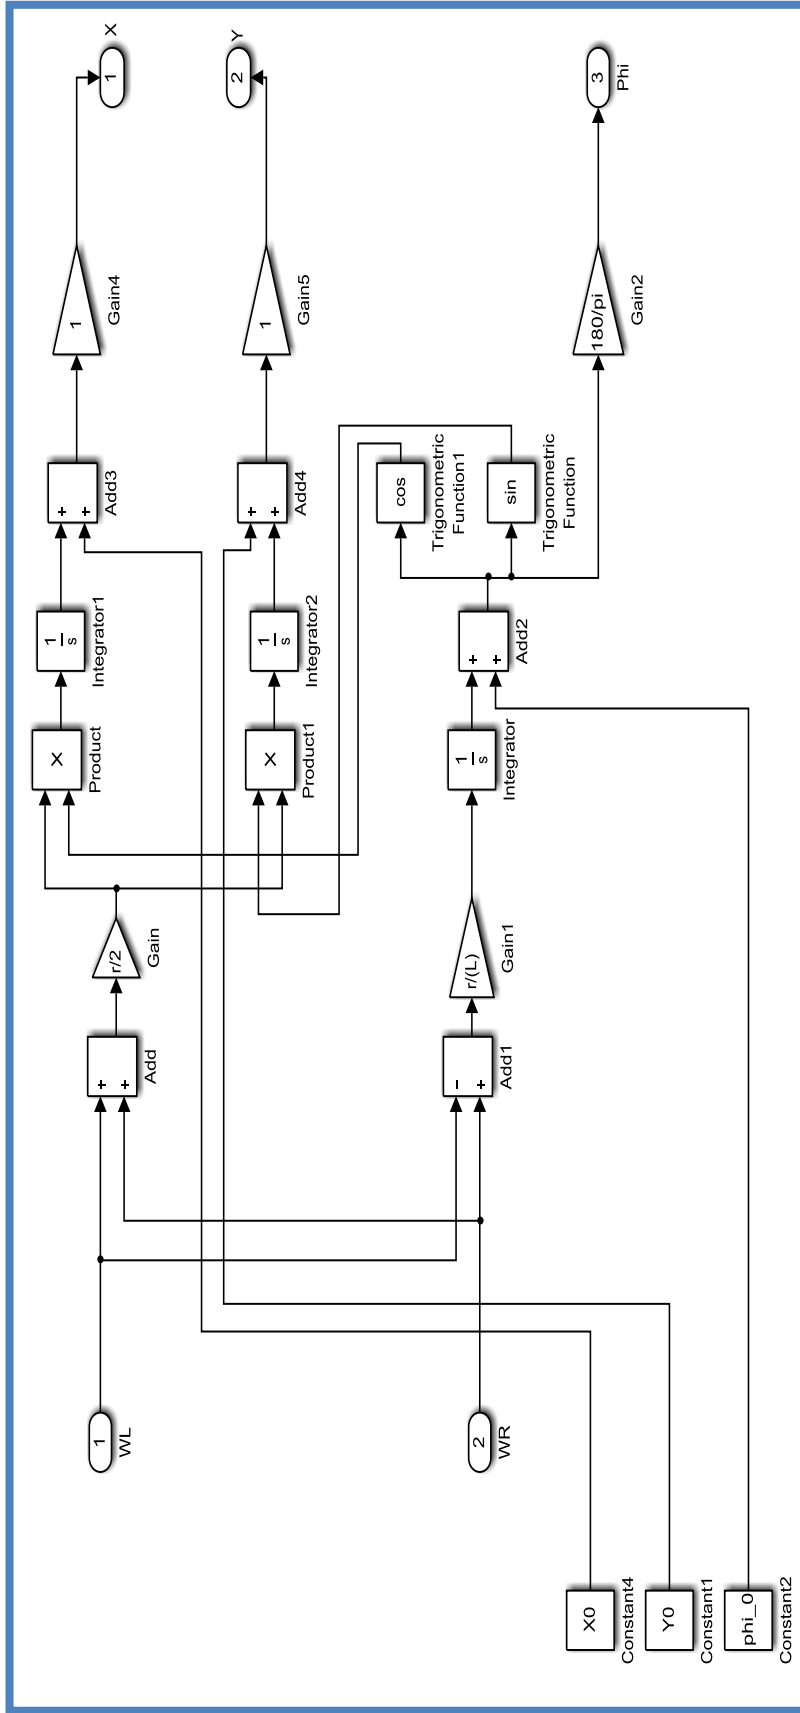 1
WL
2
WR
X0
Constant4
Y0
Constant1
phi_0
Constant2
+
+
Add
−
+
Add1
r/2
Gain
r/(L)
Gain1
X
Product
X
Product1
1
s
Integrator
1
s
Integrator1
1
s
Integrator2
+
+
Add2
+
+
Add3
+
+
Add4
cos
Trigonometric
Function1
sin
Trigonometric
Function
1
Gain4
1
Gain5
180/pi
Gain2
1
X
2
Y
3
Phi